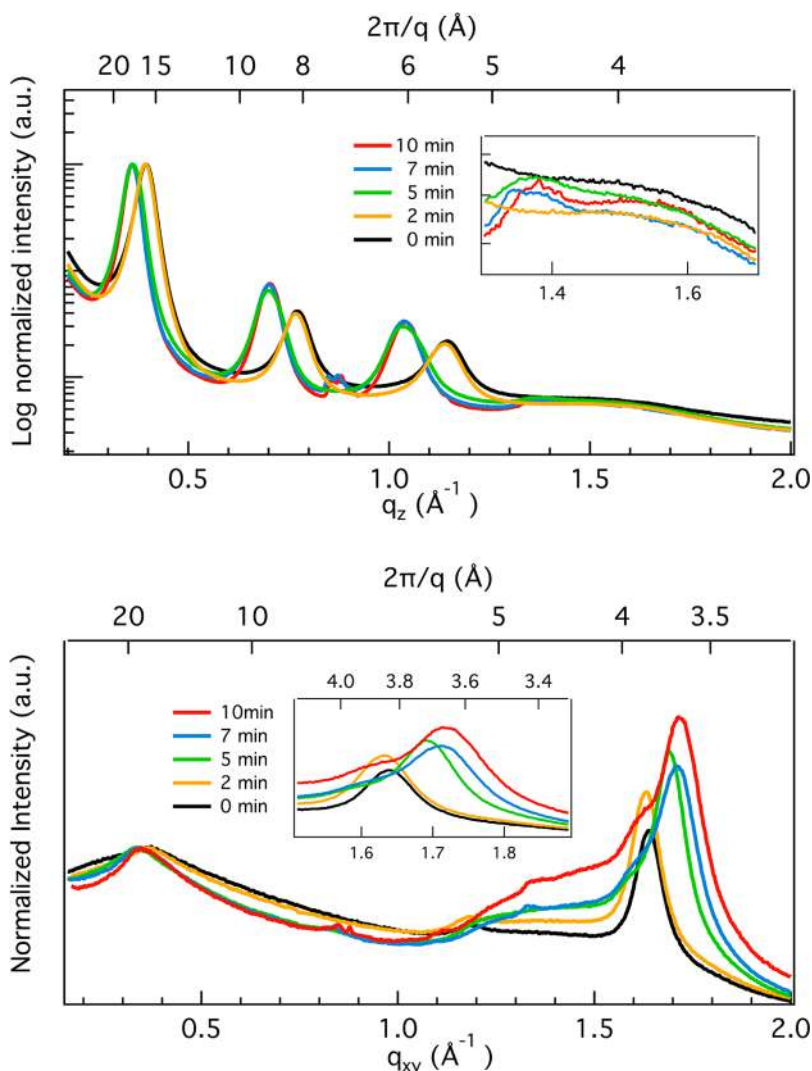 2π/q (Å)
20 15 10 8 6 5 4
Log normalized intensity (a.u.)
10 min
7 min
5 min
2 min
0 min
1.4 1.6
0.5 1.0 1.5 2.0
q_z (Å⁻¹ )
2π/q (Å)
20 10 5 4 3.5
Normalized Intensity (a.u.)
4.0 3.8 3.6 3.4
10min
7 min
5 min
2 min
0 min
1.6 1.7 1.8
0.5 1.0 1.5 2.0
q_xy (Å⁻¹ )